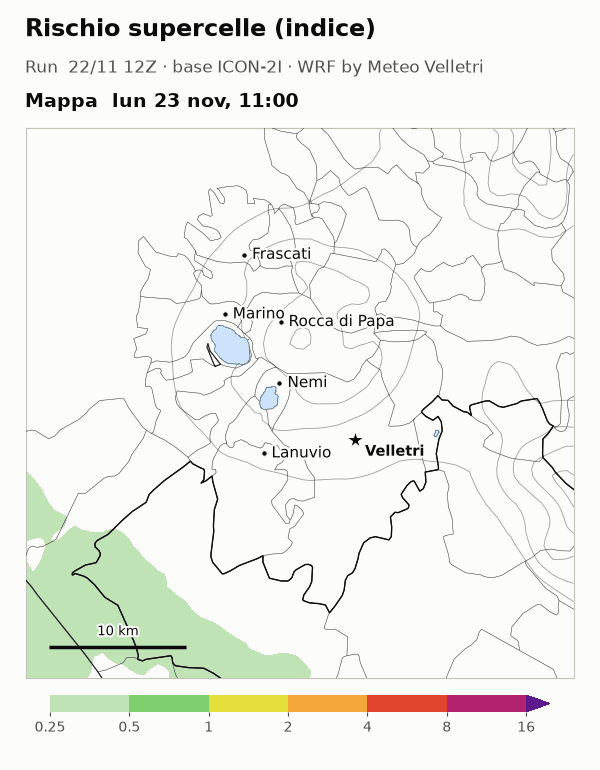 Rischio supercelle (indice)
Run  22/11 12Z · base ICON-2I · WRF by Meteo Velletri
Mappa  lun 23 nov, 11:00
Frascati
Marino
Rocca di Papa
Nemi
Velletri
Lanuvio
10 km
0.25 0.5 1 2 4 8 16